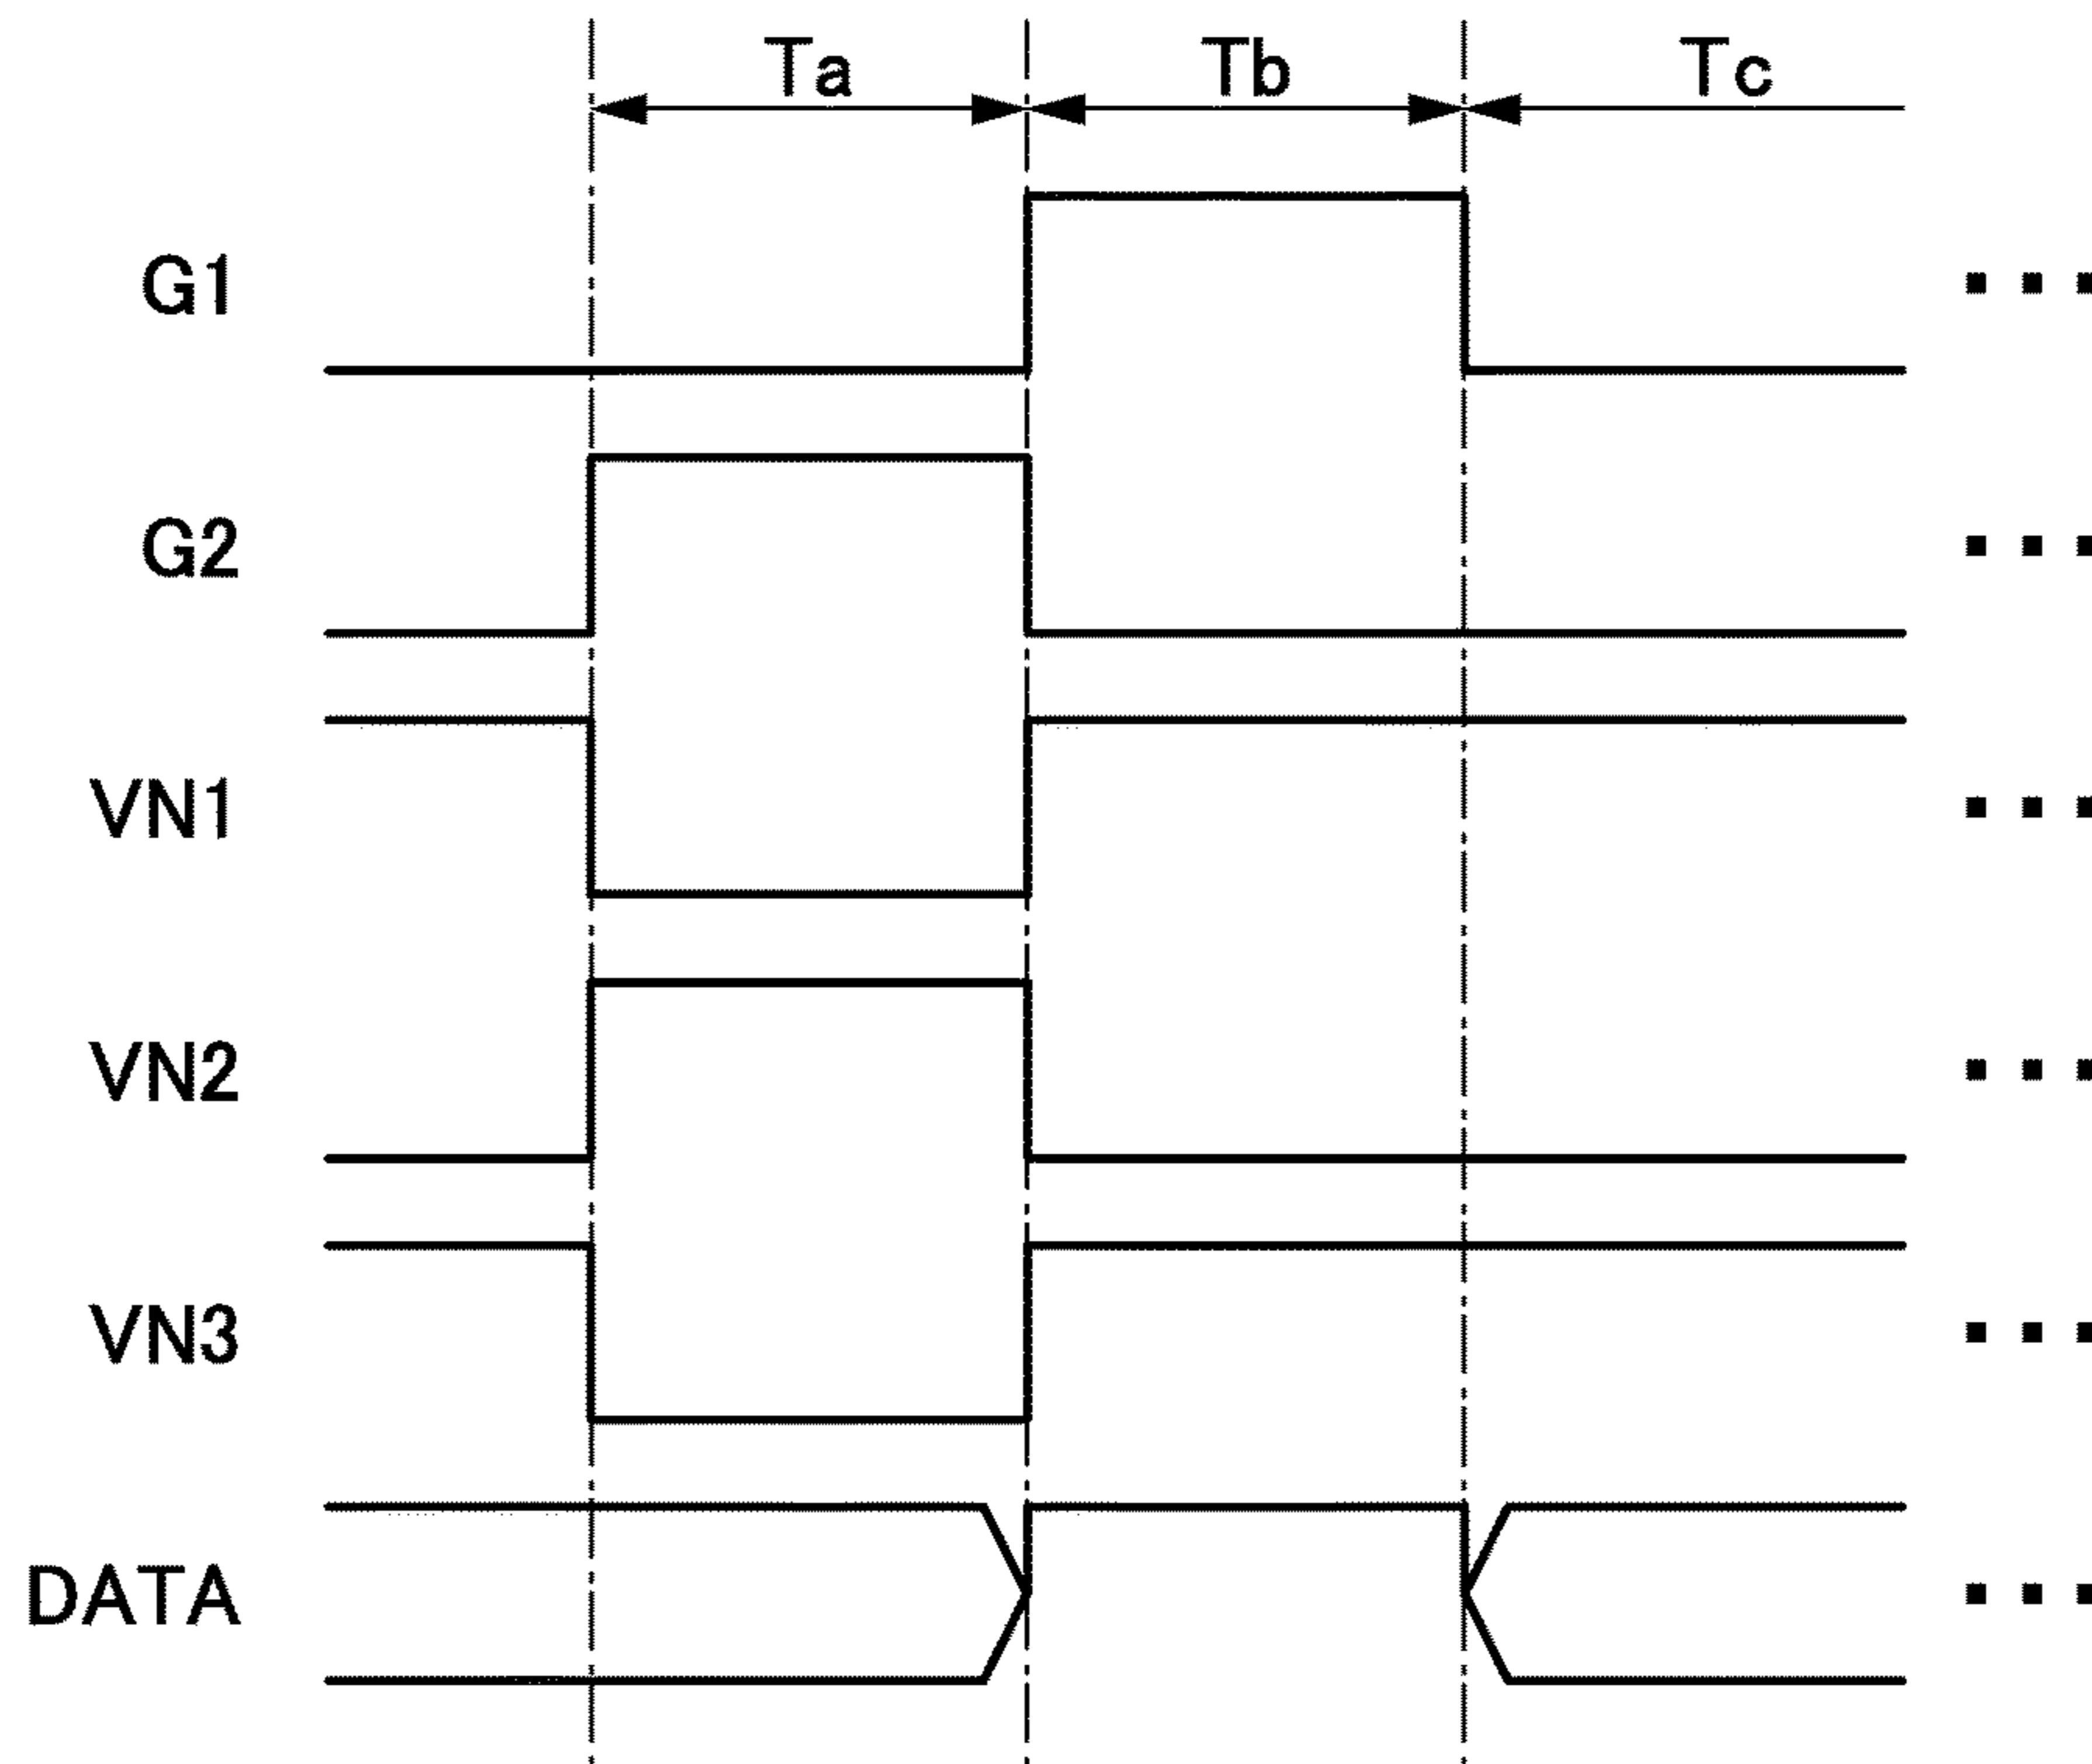 Ta Tb Tc
G1
G2
VN1
VN2
VN3
DATA